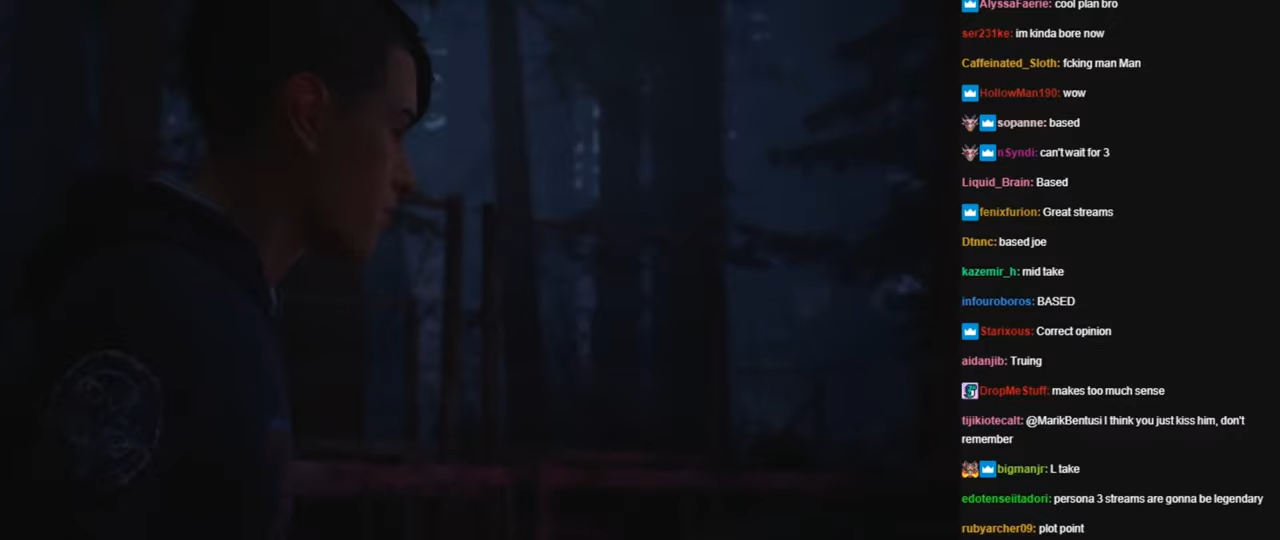 AlyssaFaerie: cool plan bro
ser231ke: im kinda bore now
Caffeinated_Sloth: fcking man Man
HollowMan190: wow
sopanne: based
nSyndi: can't wait for 3
Liquid_Brain: Based
fenixfurion: Great streams
Dtnnc: based joe
kazemir_h: mid take
infouroboros: BASED
Starixous: Correct opinion
aidanjib: Truing
DropMeStuff: makes too much sense
tijikiotecalt: @MarikBentusi I think you just kiss him, don't
remember
bigmanjr: L take
edotenseiitadori: persona 3 streams are gonna be legendary
rubyarcher09: plot point